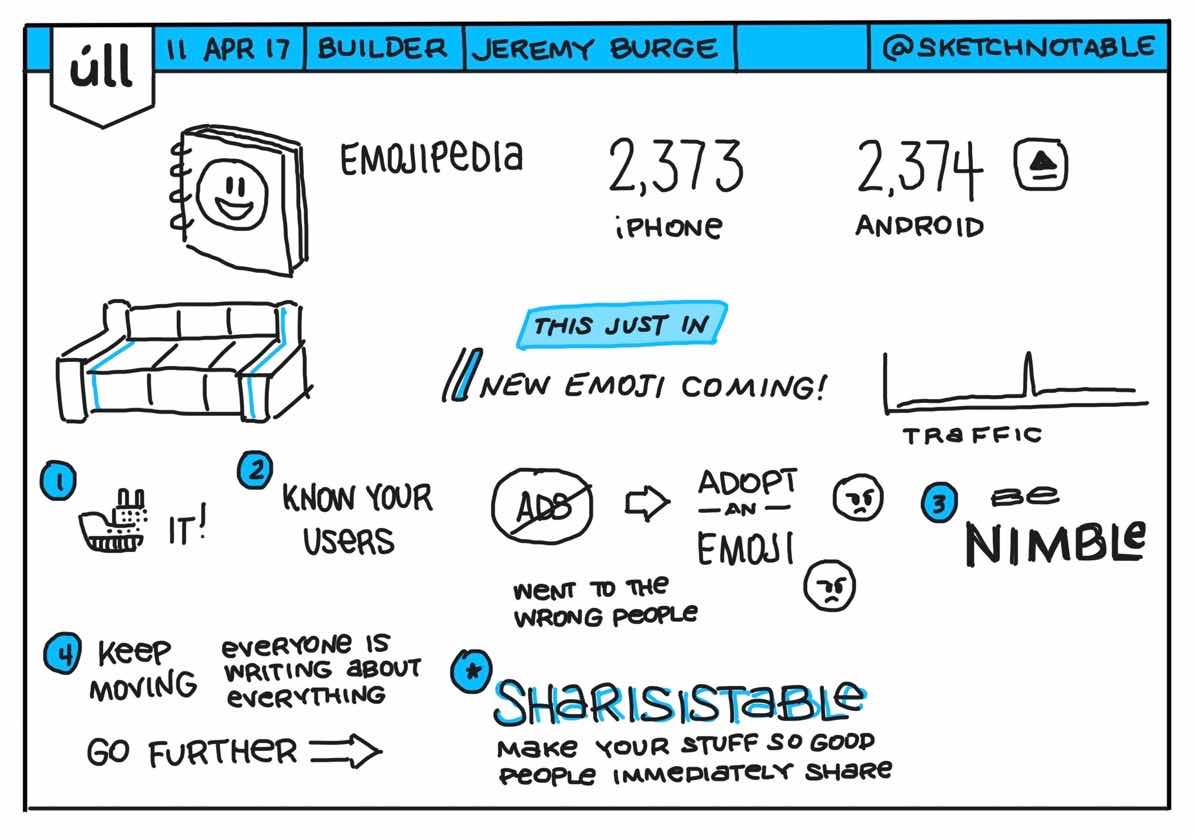 úll
11 APR 17
BUILDER
JEREMY BURGE
@SKETCHNOTABLE
EMOJIPEDIA
2,373
iPHONE
2,374
ANDROID
THIS JUST IN
NEW EMOJI COMING!
TRAFFIC
1
IT!
2
KNOW YOUR
USERS
ADS
ADOPT
— AN —
EMOJI
WENT TO THE
WRONG PEOPLE
3
BE
NIMBLE
4
KEEP
MOVING
EVERYONE IS
WRITING ABOUT
EVERYTHING
GO FURTHER
*
SHARISISTABLE
MAKE YOUR STUFF SO GOOD
PEOPLE IMMEDIATELY SHARE